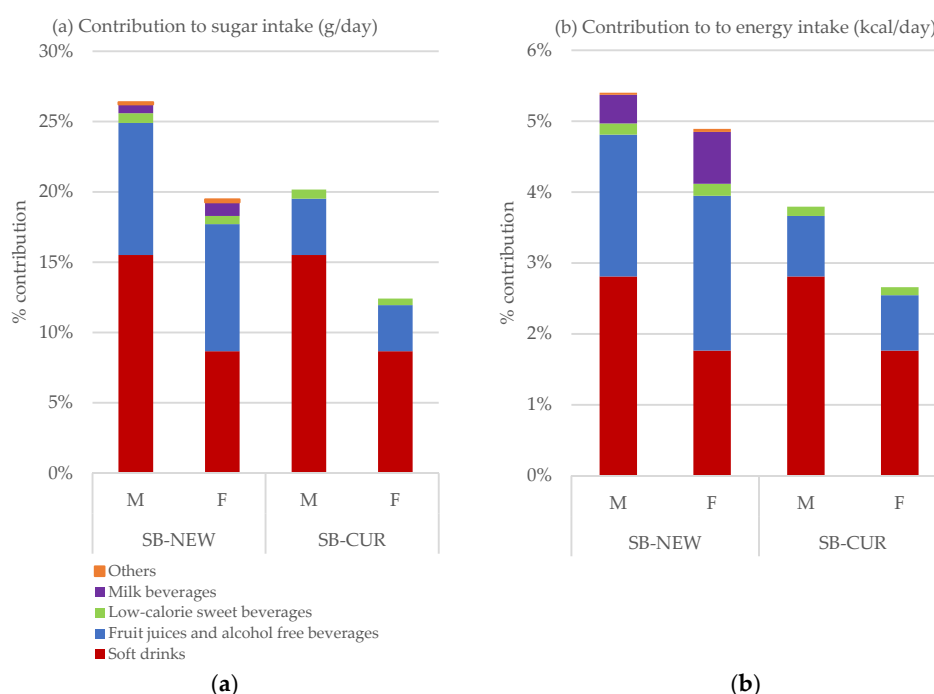 (a) Contribution to sugar intake (g/day)
30%
25%
20%
15%
10%
5%
0%
% contribution
M F M F
SB-NEW SB-CUR
Others
Milk beverages
Low-calorie sweet beverages
Fruit juices and alcohol free beverages
Soft drinks
(a)
(b) Contribution to to energy intake (kcal/day)
6%
5%
4%
3%
2%
1%
0%
% contribution
M F M F
SB-NEW SB-CUR
(b)